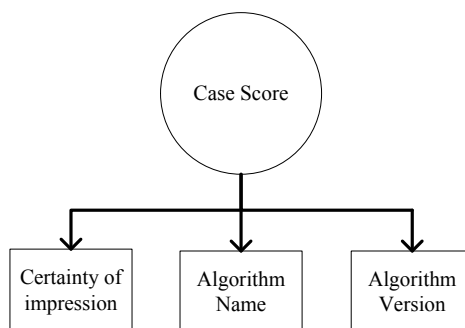 Case Score
Certainty of
impression
Algorithm
Name
Algorithm
Version